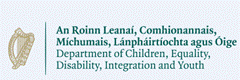 An Roinn Leanaí, Comhionannais,
Míchumais, Lánpháirtíochta agus Óige
Department of Children, Equality,
Disability, Integration and Youth